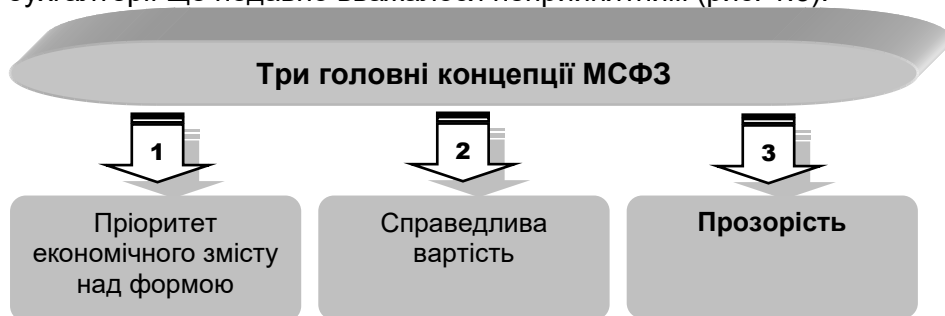 Три головні концепції МСФЗ
1
2
3
Пріоритет
економічного змісту
над формою
Справедлива
вартість
Прозорість